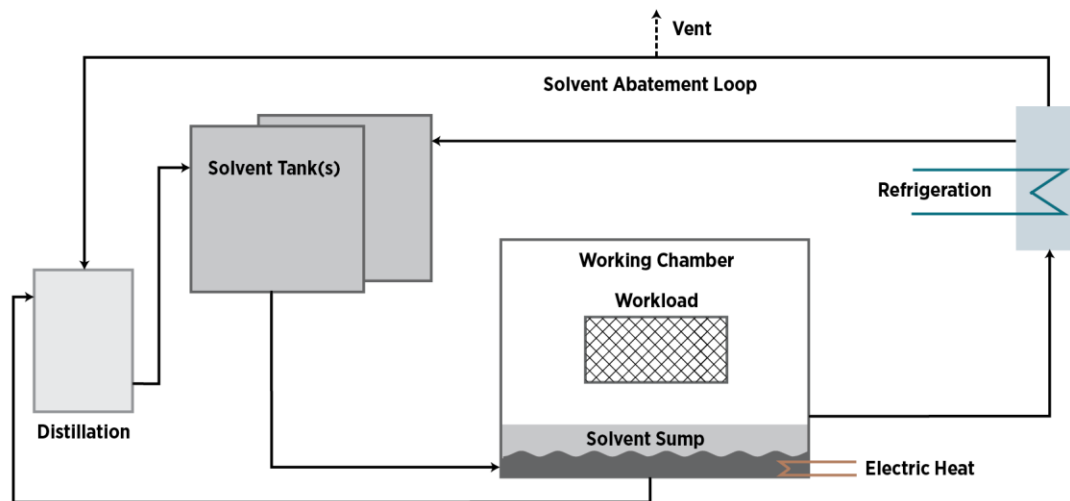 Vent
Solvent Abatement Loop
Solvent Tank(s)
Refrigeration
Working Chamber
Workload
Distillation
Solvent Sump
Electric Heat